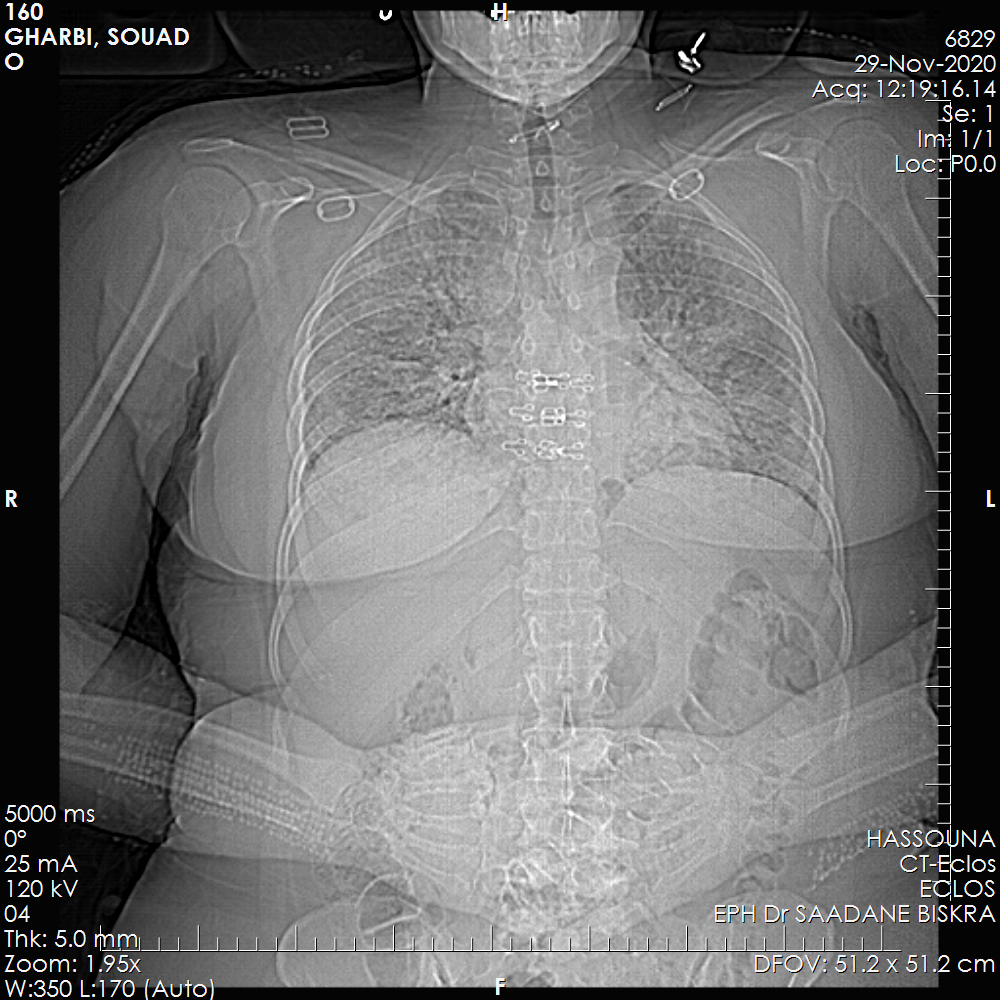 160
GHARBI, SOUAD
O
H
6829
29-Nov-2020
Acq: 12:19:16.14
Se: 1
Im: 1/1
Loc: P0.0
R
L
5000 ms
0°
25 mA
120 kV
04
Thk: 5.0 mm
Zoom: 1.95x
W:350 L:170 (Auto)
HASSOUNA
CT-Eclos
ECLOS
EPH Dr SAADANE BISKRA
DFOV: 51.2 x 51.2 cm
F